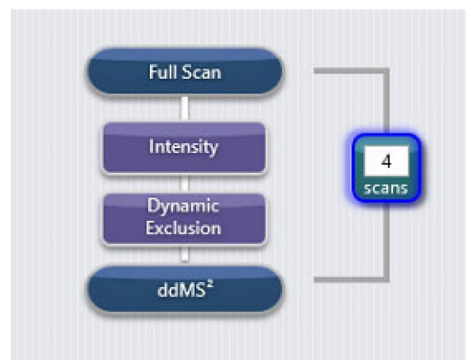 Full Scan
Intensity
Dynamic
Exclusion
ddMS²
4
scans